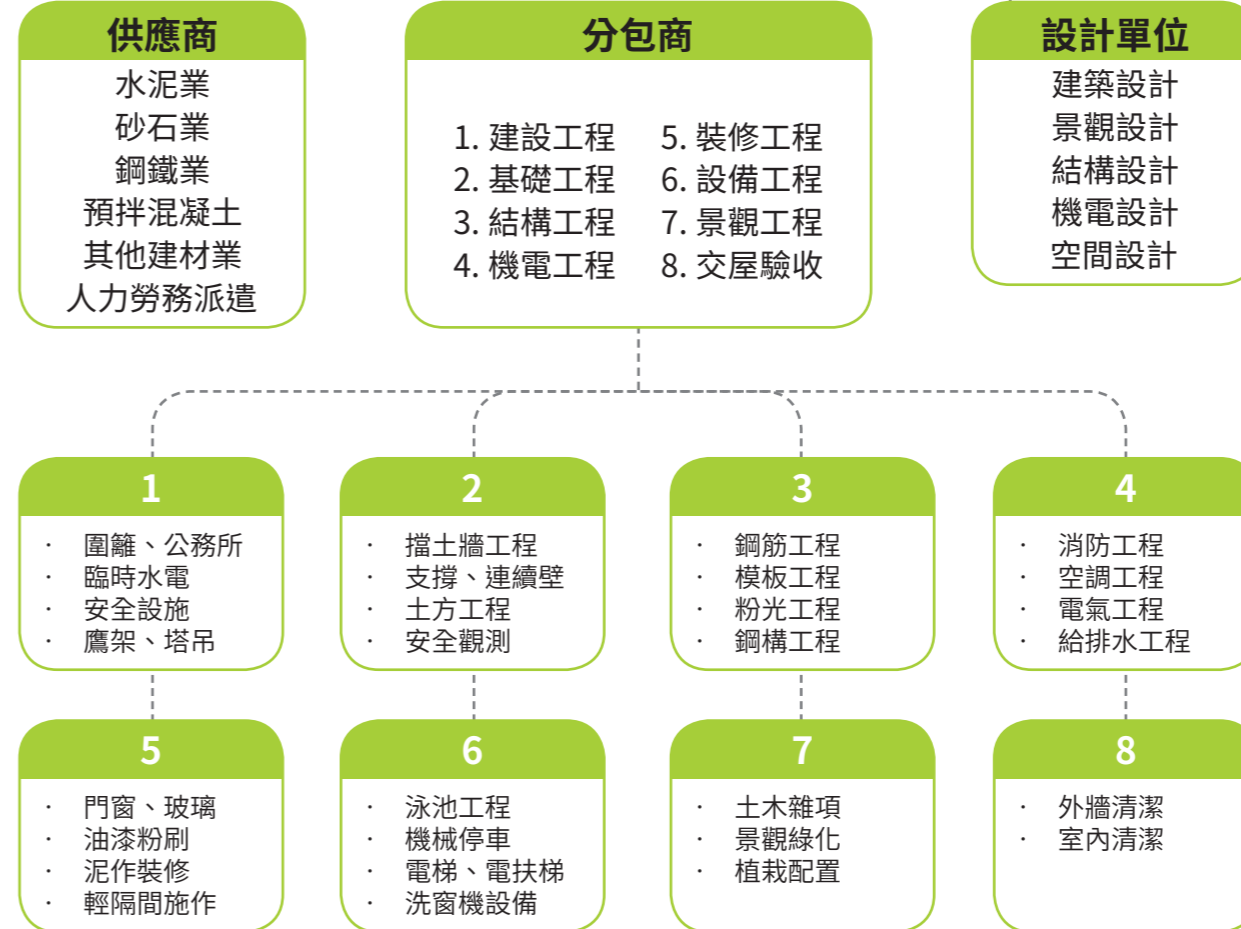 供應商
水泥業
砂石業
鋼鐵業
預拌混凝土
其他建材業
人力勞務派遣
分包商
1. 建設工程
2. 基礎工程
3. 結構工程
4. 機電工程
5. 裝修工程
6. 設備工程
7. 景觀工程
8. 交屋驗收
設計單位
建築設計
景觀設計
結構設計
機電設計
空間設計
1
· 圍籬、公務所
· 臨時水電
· 安全設施
· 鷹架、塔吊
2
· 擋土牆工程
· 支撐、連續壁
· 土方工程
· 安全觀測
3
· 鋼筋工程
· 模板工程
· 粉光工程
· 鋼構工程
4
· 消防工程
· 空調工程
· 電氣工程
· 給排水工程
5
· 門窗、玻璃
· 油漆粉刷
· 泥作裝修
· 輕隔間施作
6
· 泳池工程
· 機械停車
· 電梯、電扶梯
· 洗窗機設備
7
· 土木雜項
· 景觀綠化
· 植栽配置
8
· 外牆清潔
· 室內清潔